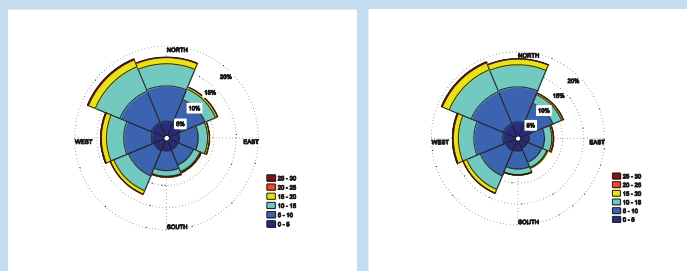 NORTH
20%
15%
10%
5%
WEST
EAST
SOUTH
25 - 30
20 - 25
15 - 20
10 - 15
5 - 10
0 - 5
NORTH
20%
15%
10%
5%
WEST
EAST
SOUTH
25 - 30
20 - 25
15 - 20
10 - 15
5 - 10
0 - 5